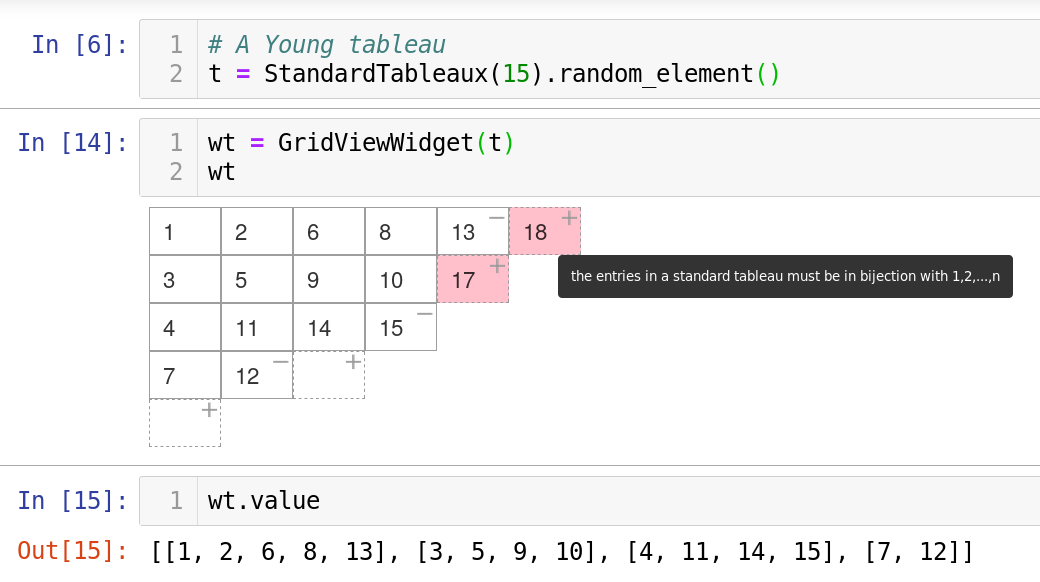 In [6]:
1 # A Young tableau
2 t = StandardTableaux(15).random_element()
In [14]:
1 wt = GridViewWidget(t)
2 wt
1 2 6 8 13 − 18 +
3 5 9 10 17 +
the entries in a standard tableau must be in bijection with 1,2,...,n
4 11 14 15 −
7 12 − +
+
In [15]:
1 wt.value
Out[15]: [[1, 2, 6, 8, 13], [3, 5, 9, 10], [4, 11, 14, 15], [7, 12]]